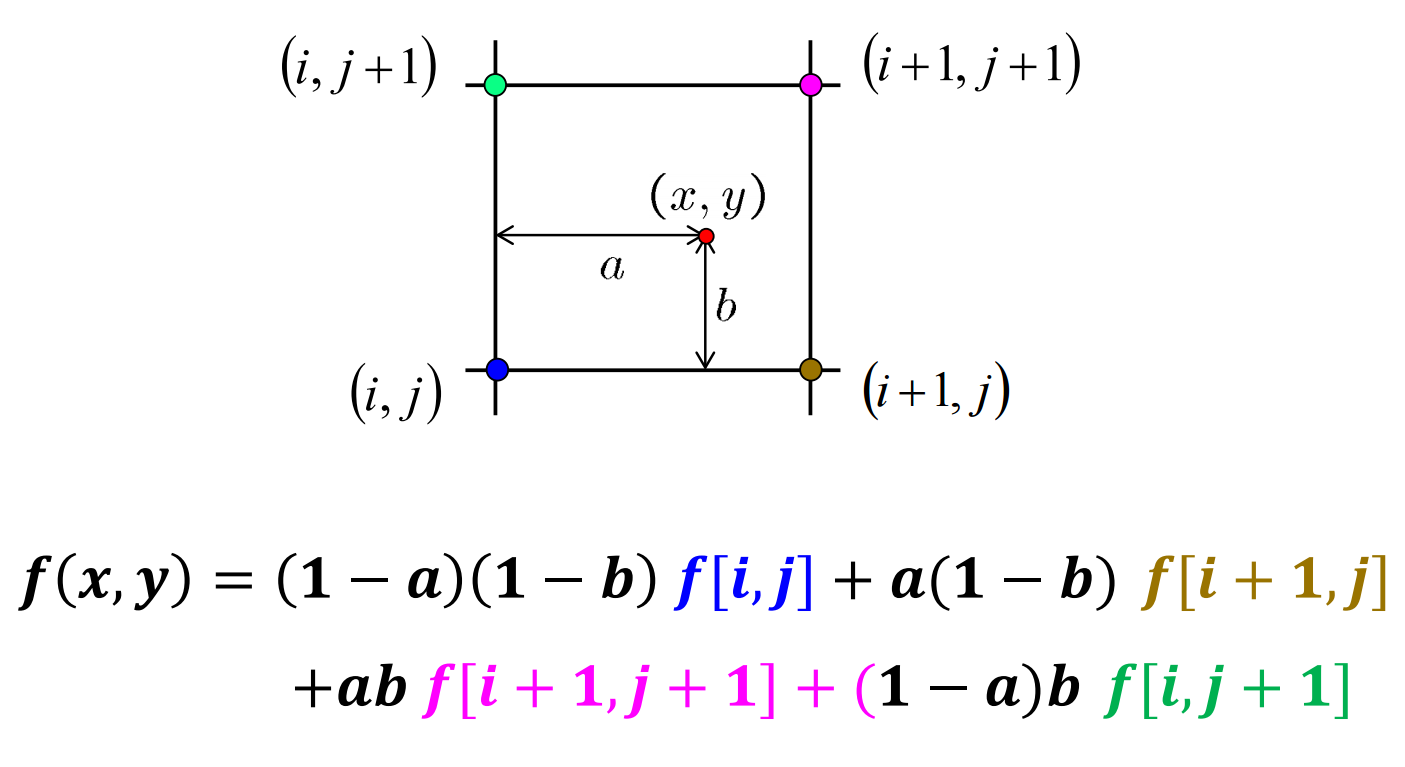 (i, j+1)
(i+1, j+1)
(x, y)
a
b
(i, j)
(i+1, j)
f(x, y) = (1 − a)(1 − b) f[i, j] + a(1 − b) f[i + 1, j]
+ab f[i + 1, j + 1] + (1 − a)b f[i, j + 1]